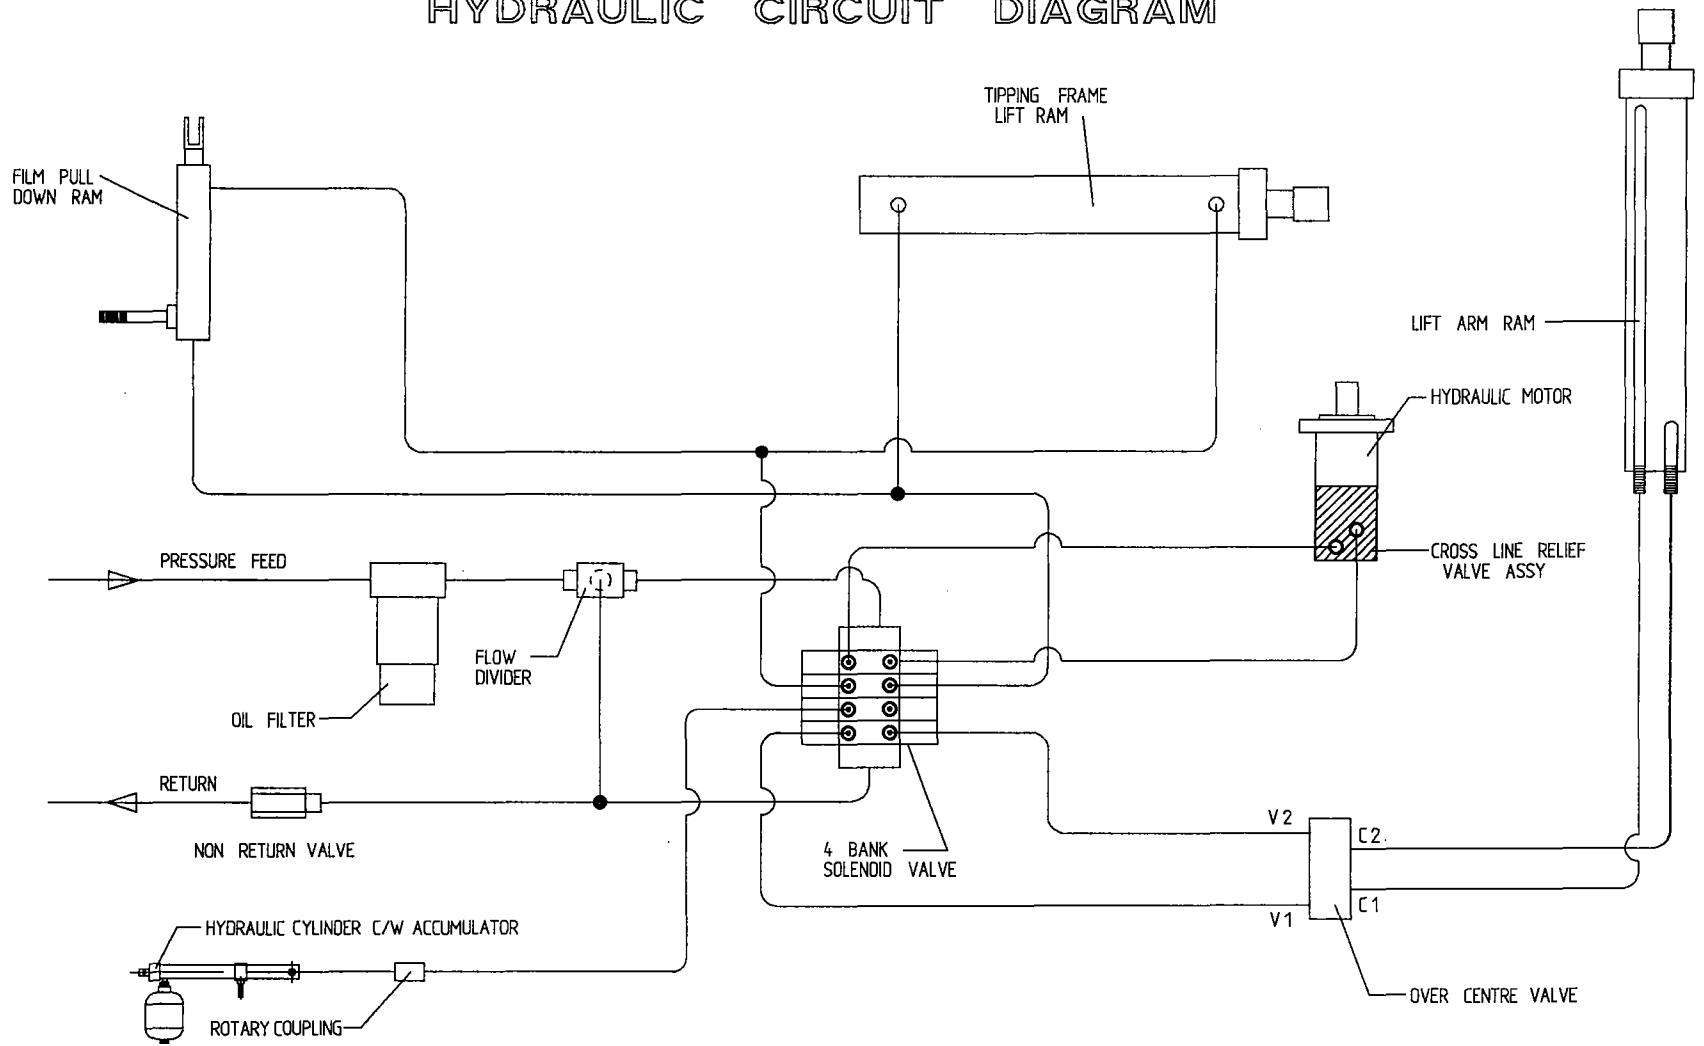 HYDRAULIC CIRCUIT DIAGRAM
TIPPING FRAME
LIFT RAM
FILM PULL
DOWN RAM
LIFT ARM RAM
HYDRAULIC MOTOR
CROSS LINE RELIEF
VALVE ASSY
PRESSURE FEED
FLOW
DIVIDER
OIL FILTER
RETURN
NON RETURN VALVE
4 BANK
SOLENOID VALVE
V2
C2
V1
C1
HYDRAULIC CYLINDER C/W ACCUMULATOR
ROTARY COUPLING
OVER CENTRE VALVE